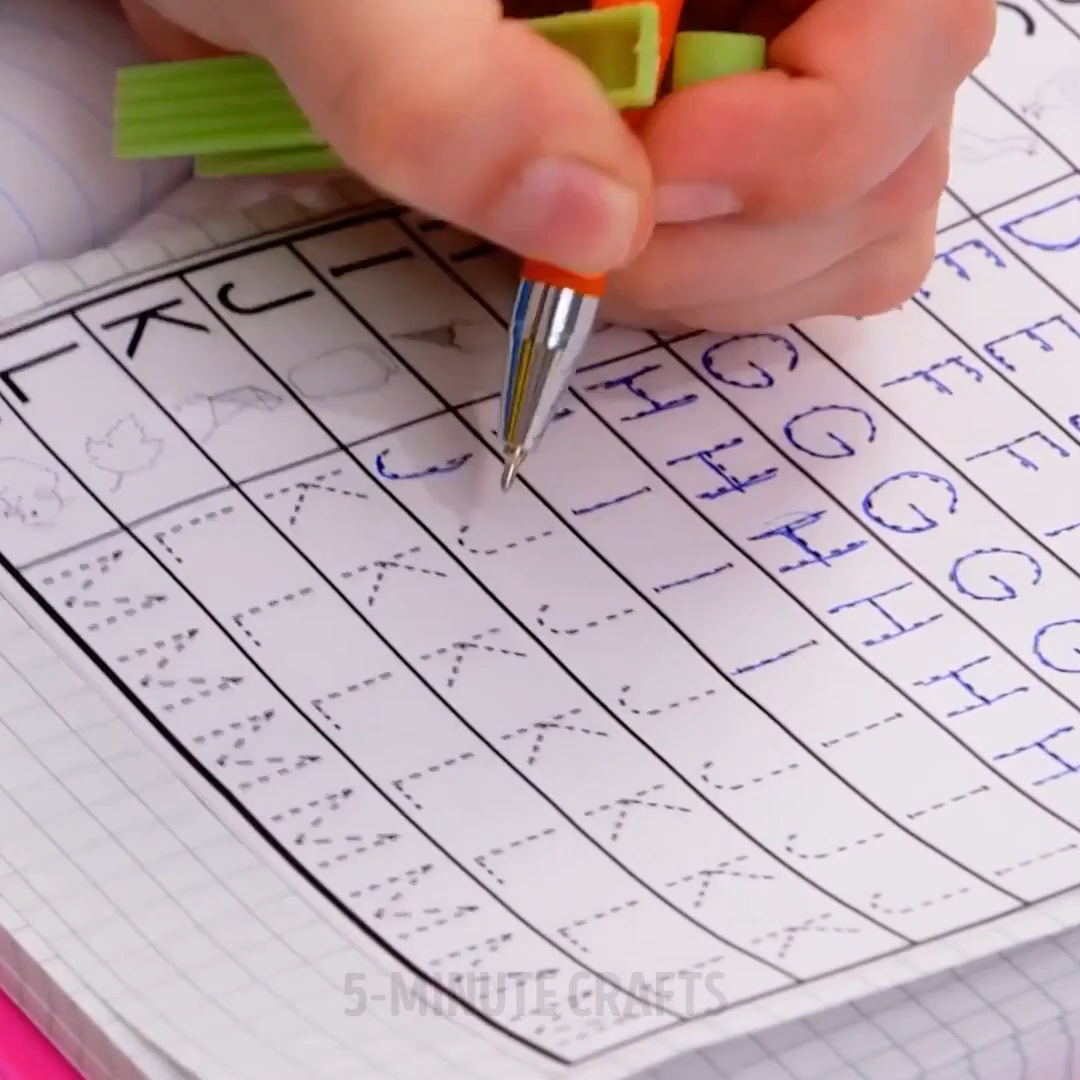 D
E E
F F
G G G G G
H H H H H H
I I I I I I I I
J J J J J J J J
K K K K K K K K
L L L L L L L L
M M M M M M
5-MINUTE CRAFTS